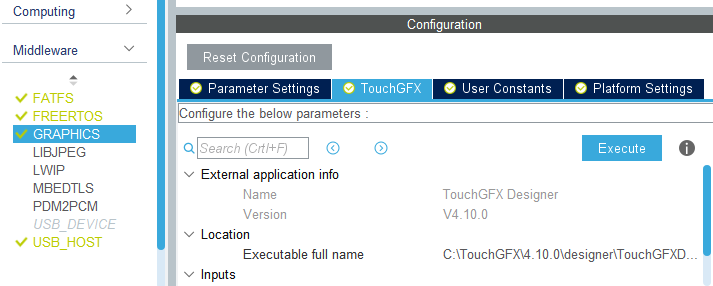 Computing
Middleware
FATFS
FREERTOS
GRAPHICS
LIBJPEG
LWIP
MBEDTLS
PDM2PCM
USB_DEVICE
USB_HOST
Configuration
Reset Configuration
Parameter Settings TouchGFX User Constants Platform Settings
Configure the below parameters :
Search (Crtl+F) Execute
External application info
Name TouchGFX Designer
Version V4.10.0
Location
Executable full name C:\TouchGFX\4.10.0\designer\TouchGFXD...
Inputs